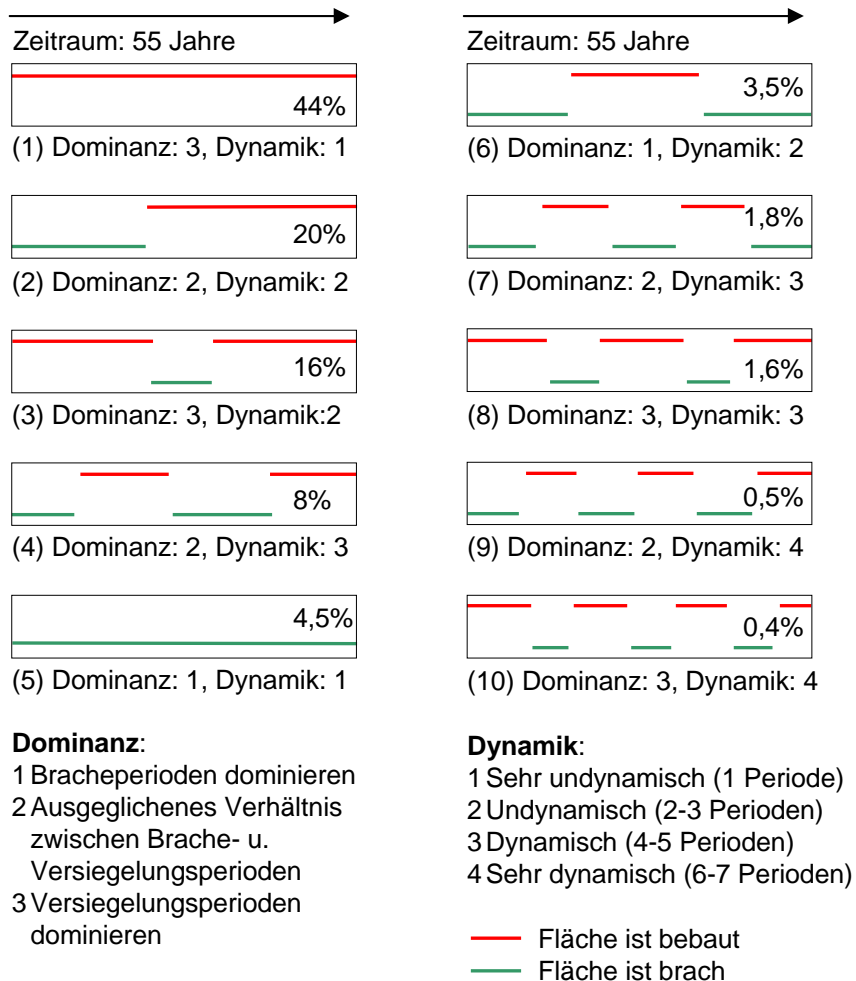 Zeitraum: 55 Jahre
44%
(1) Dominanz: 3, Dynamik: 1
20%
(2) Dominanz: 2, Dynamik: 2
16%
(3) Dominanz: 3, Dynamik:2
8%
(4) Dominanz: 2, Dynamik: 3
4,5%
(5) Dominanz: 1, Dynamik: 1
Dominanz:
1 Bracheperioden dominieren
2 Ausgeglichenes Verhältnis
zwischen Brache- u.
Versiegelungsperioden
3 Versiegelungsperioden
dominieren
Zeitraum: 55 Jahre
3,5%
(6) Dominanz: 1, Dynamik: 2
1,8%
(7) Dominanz: 2, Dynamik: 3
1,6%
(8) Dominanz: 3, Dynamik: 3
0,5%
(9) Dominanz: 2, Dynamik: 4
0,4%
(10) Dominanz: 3, Dynamik: 4
Dynamik:
1 Sehr undynamisch (1 Periode)
2 Undynamisch (2-3 Perioden)
3 Dynamisch (4-5 Perioden)
4 Sehr dynamisch (6-7 Perioden)
Fläche ist bebaut
Fläche ist brach